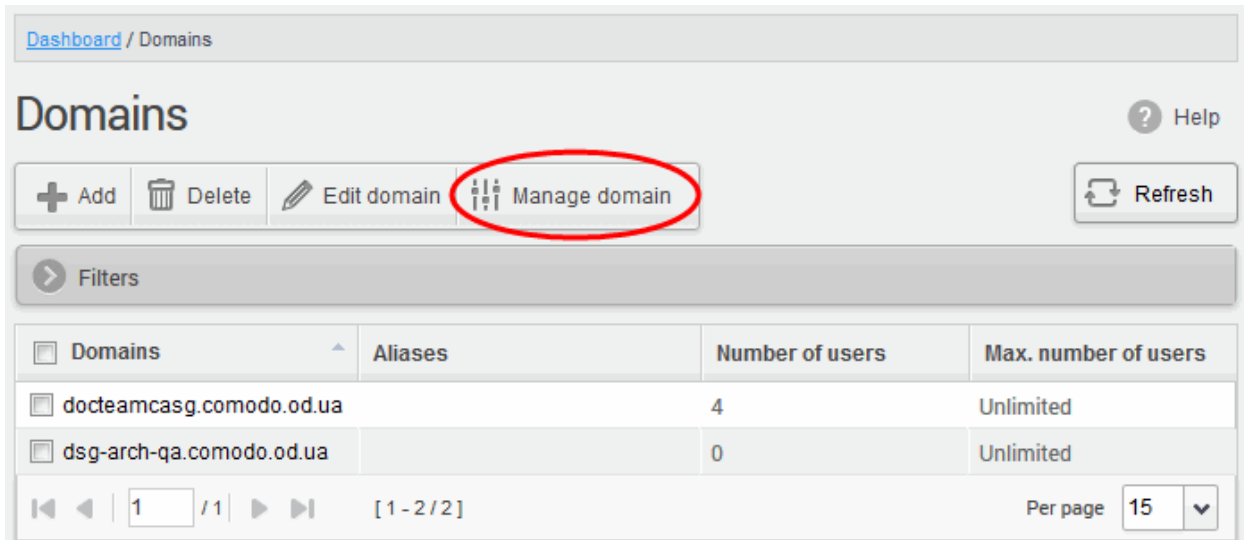 Dashboard / Domains
Domains
Help
Add Delete Edit domain Manage domain Refresh
Filters
Domains Aliases Number of users Max. number of users
docteamcasg.comodo.od.ua 4 Unlimited
dsg-arch-qa.comodo.od.ua 0 Unlimited
1 / 1 [ 1 - 2 / 2 ] Per page 15